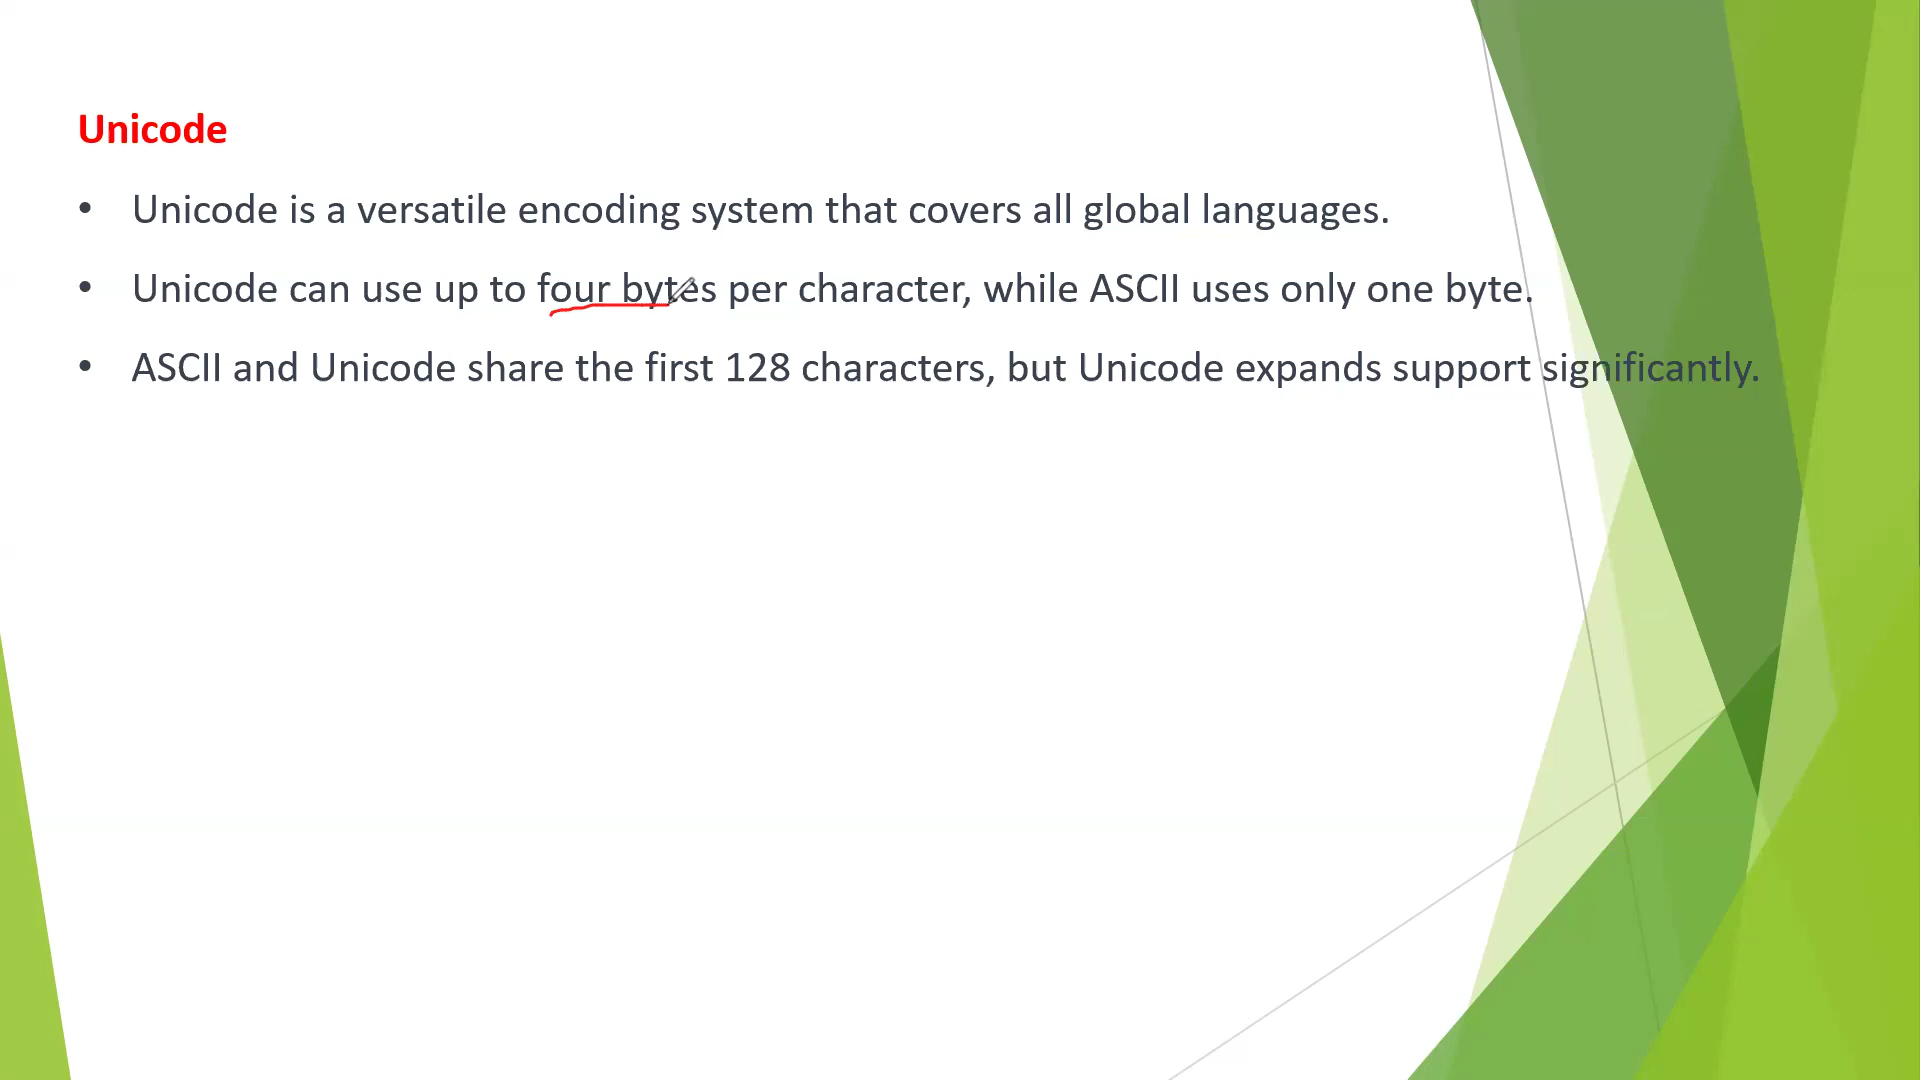 Unicode
• Unicode is a versatile encoding system that covers all global languages.
• Unicode can use up to four bytes per character, while ASCII uses only one byte.
• ASCII and Unicode share the first 128 characters, but Unicode expands support significantly.